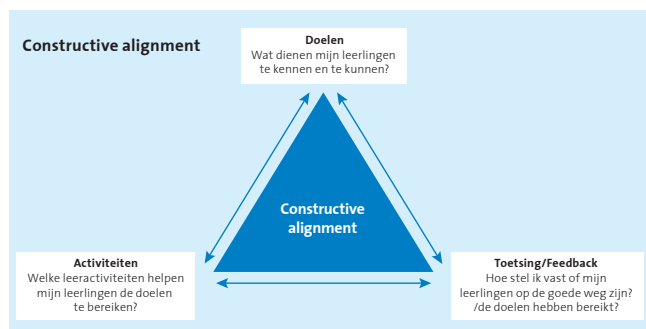 Constructive alignment
Doelen
Wat dienen mijn leerlingen
te kennen en te kunnen?
Constructive
alignment
Activiteiten
Welke leeractiviteiten helpen
mijn leerlingen de doelen
te bereiken?
Toetsing/Feedback
Hoe stel ik vast of mijn
leerlingen op de goede weg zijn?
/de doelen hebben bereikt?